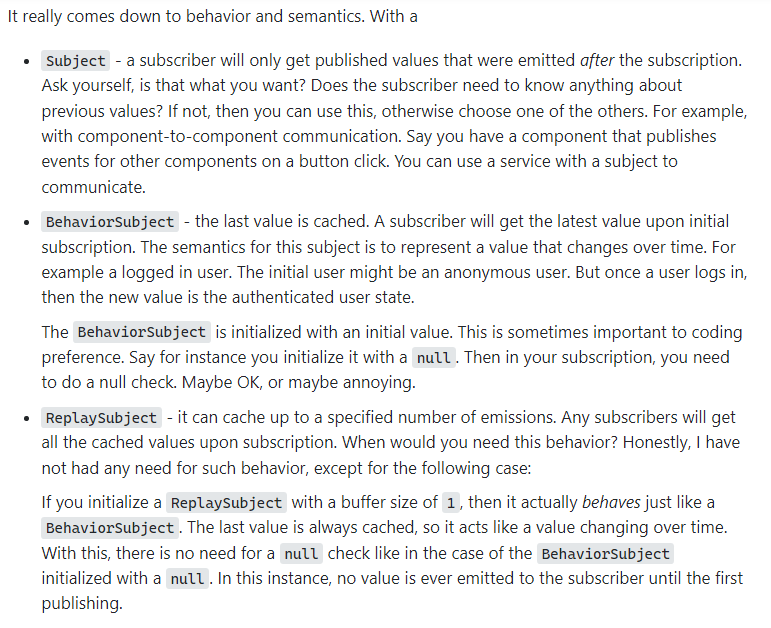 It really comes down to behavior and semantics. With a
• Subject - a subscriber will only get published values that were emitted after the subscription.
Ask yourself, is that what you want? Does the subscriber need to know anything about
previous values? If not, then you can use this, otherwise choose one of the others. For example,
with component-to-component communication. Say you have a component that publishes
events for other components on a button click. You can use a service with a subject to
communicate.
• BehaviorSubject - the last value is cached. A subscriber will get the latest value upon initial
subscription. The semantics for this subject is to represent a value that changes over time. For
example a logged in user. The initial user might be an anonymous user. But once a user logs in,
then the new value is the authenticated user state.
The BehaviorSubject is initialized with an initial value. This is sometimes important to coding
preference. Say for instance you initialize it with a null. Then in your subscription, you need
to do a null check. Maybe OK, or maybe annoying.
• ReplaySubject - it can cache up to a specified number of emissions. Any subscribers will get
all the cached values upon subscription. When would you need this behavior? Honestly, I have
not had any need for such behavior, except for the following case:
If you initialize a ReplaySubject with a buffer size of 1, then it actually behaves just like a
BehaviorSubject. The last value is always cached, so it acts like a value changing over time.
With this, there is no need for a null check like in the case of the BehaviorSubject
initialized with a null. In this instance, no value is ever emitted to the subscriber until the first
publishing.